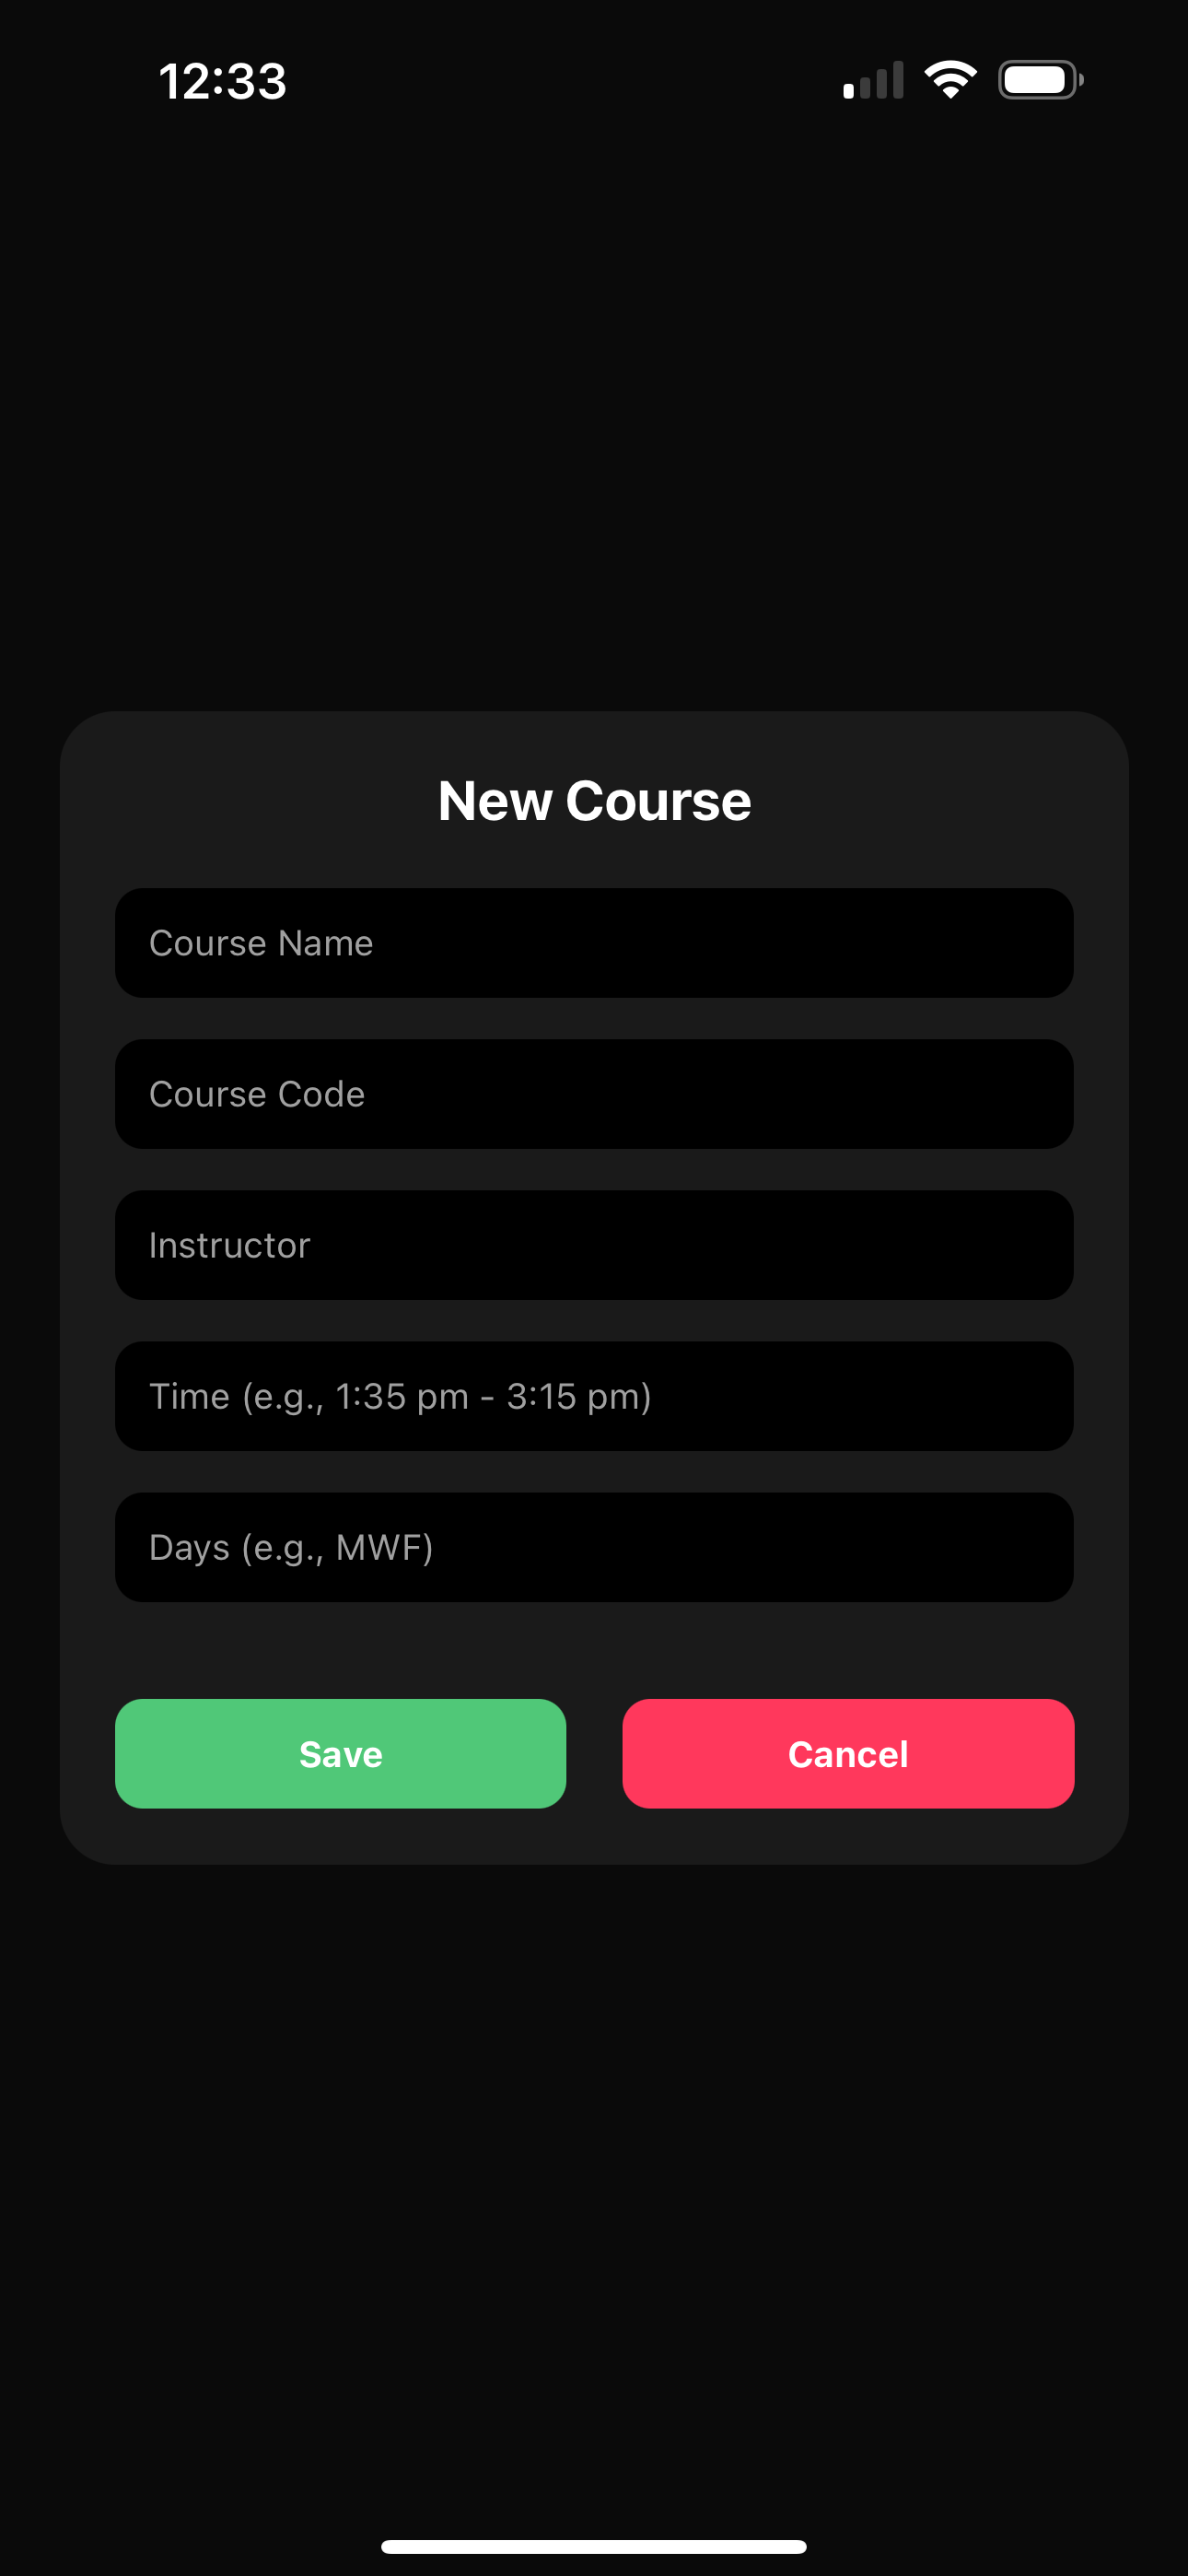 12:33
New Course
Course Name
Course Code
Instructor
Time (e.g., 1:35 pm - 3:15 pm)
Days (e.g., MWF)
Save
Cancel